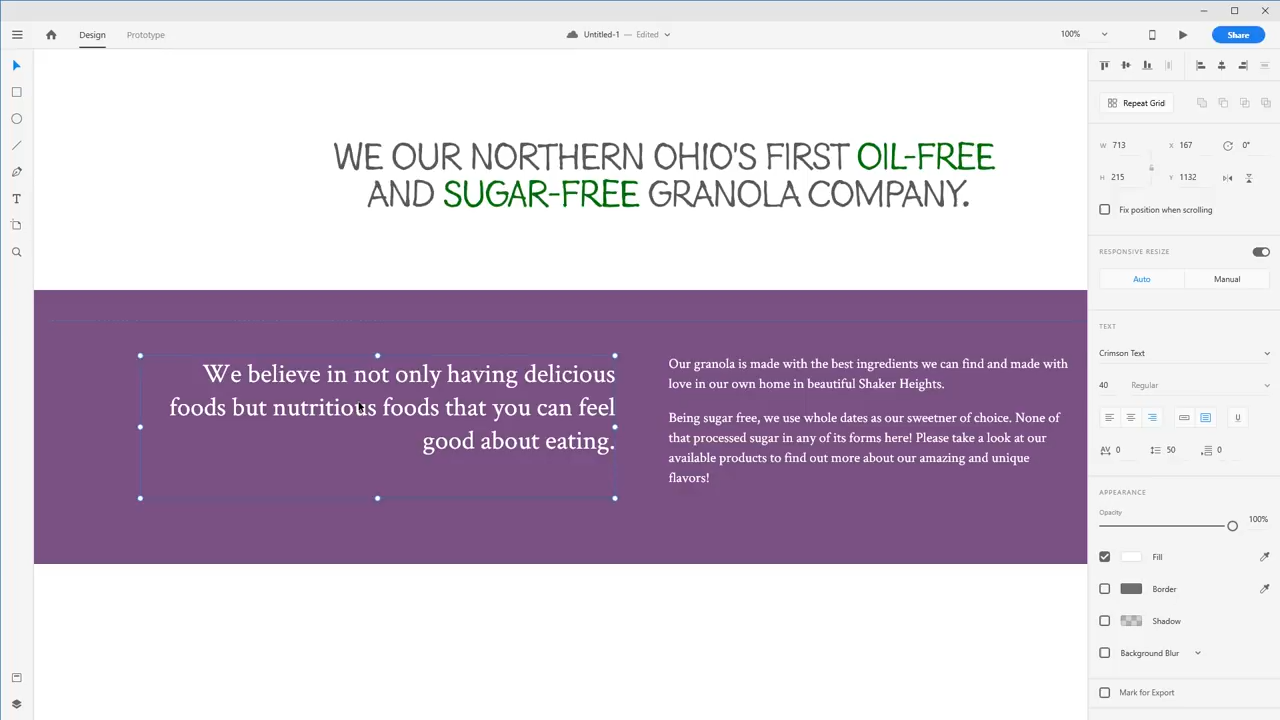 Design
Prototype
Untitled-1 — Edited
100%
Share
WE OUR NORTHERN OHIO'S FIRST OIL-FREE
AND SUGAR-FREE GRANOLA COMPANY.
We believe in not only having delicious
foods but nutritious foods that you can feel
good about eating.
Our granola is made with the best ingredients we can find and made with
love in our own home in beautiful Shaker Heights.
Being sugar free, we use whole dates as our sweetner of choice. None of
that processed sugar in any of its forms here! Please take a look at our
available products to find out more about our amazing and unique
flavors!
Repeat Grid
W 713 X 167 0°
H 215 Y 1132
Fix position when scrolling
RESPONSIVE RESIZE
Auto Manual
TEXT
Crimson Text
40 Regular
AV 0 50 0
APPEARANCE
Opacity
100%
Fill
Border
Shadow
Background Blur
Mark for Export